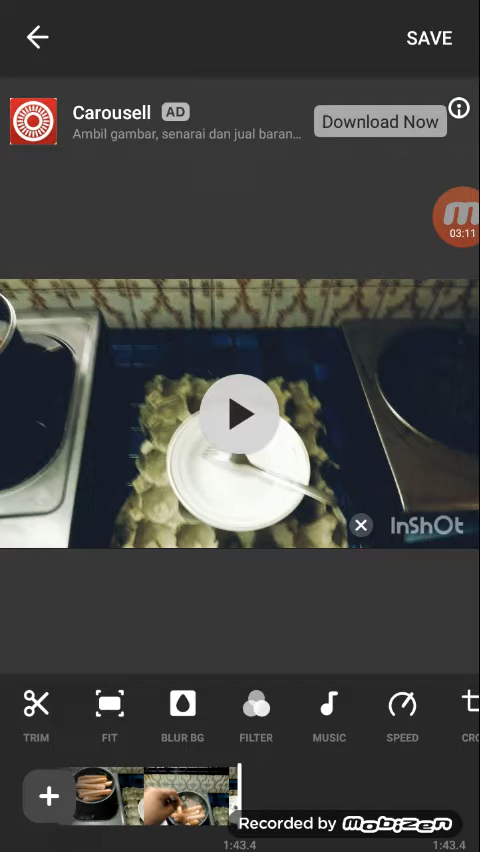 SAVE
Carousell AD
Ambil gambar, senarai dan jual baran...
Download Now
03:11
InShOt
TRIM
FIT
BLUR BG
FILTER
MUSIC
SPEED
CRO
Recorded by mobizen
1:43.4
1:43.4